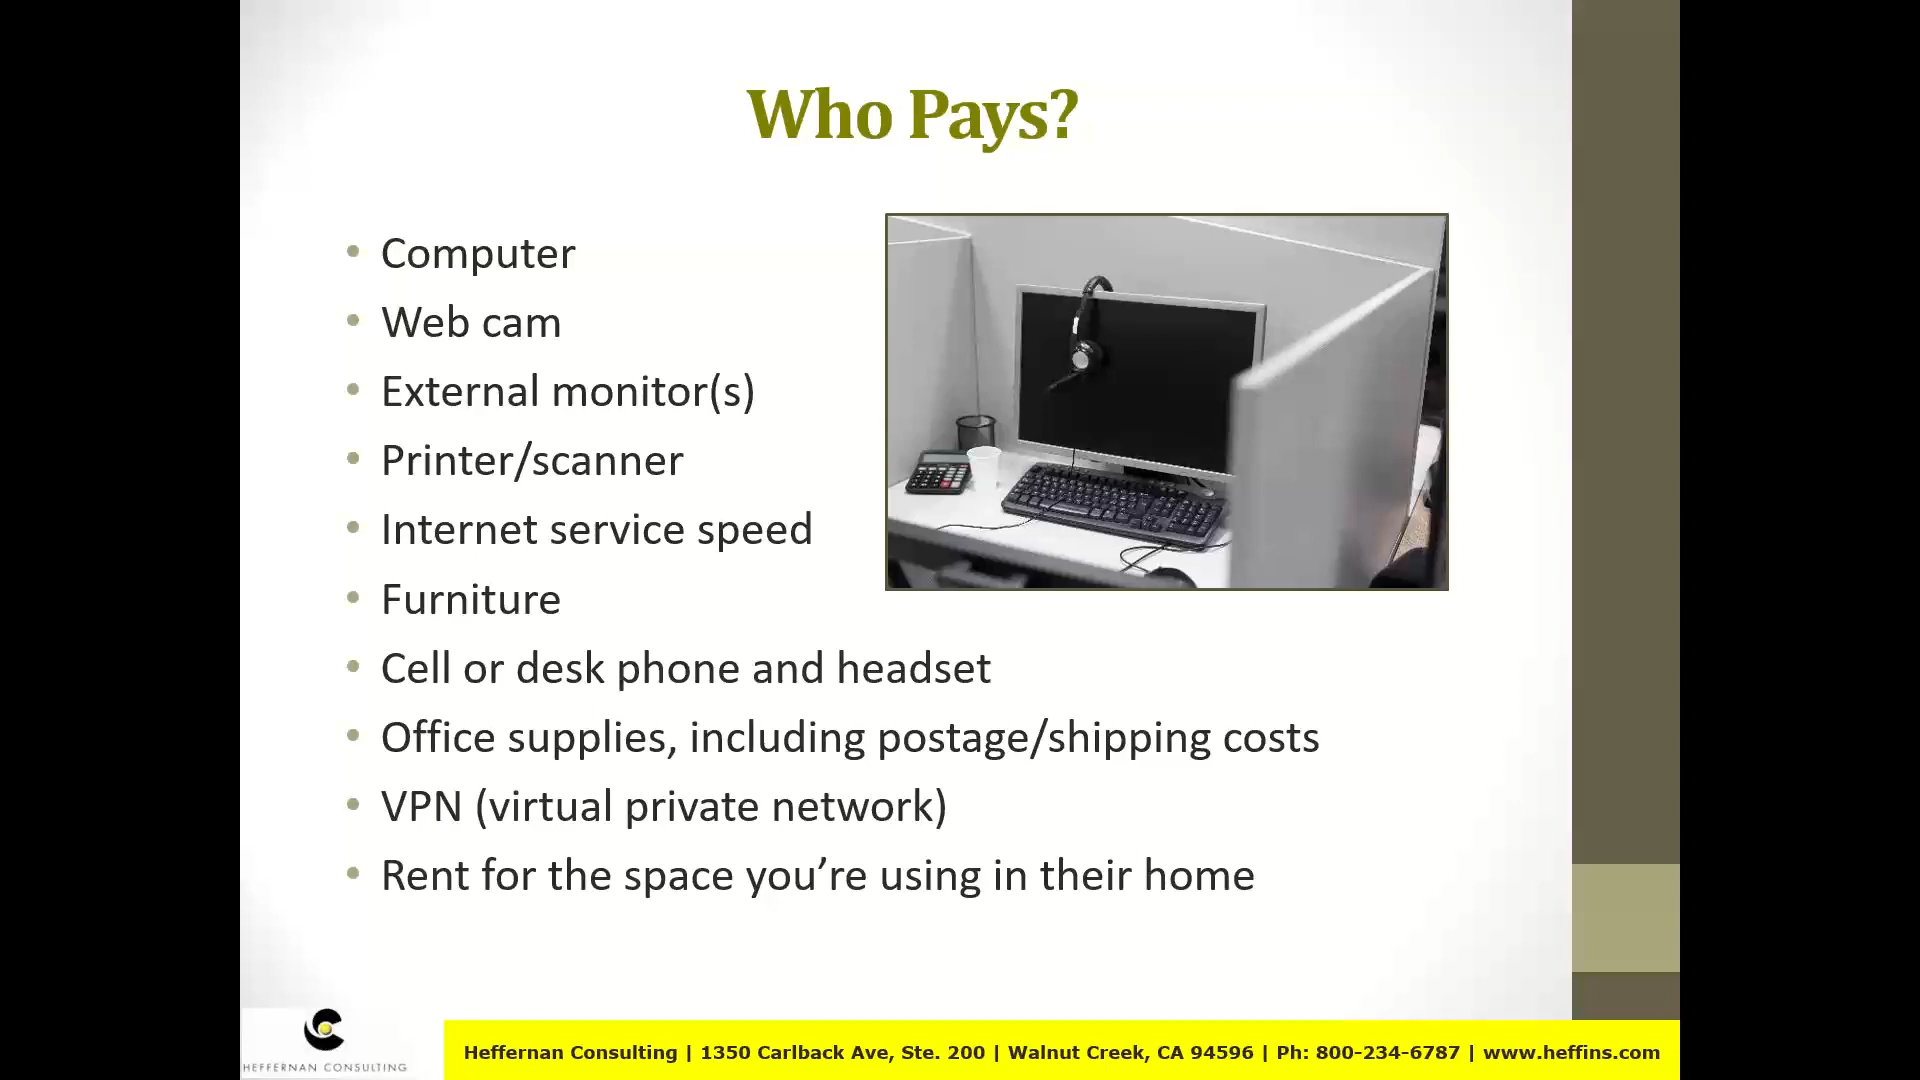 Who Pays?
• Computer
• Web cam
• External monitor(s)
• Printer/scanner
• Internet service speed
• Furniture
• Cell or desk phone and headset
• Office supplies, including postage/shipping costs
• VPN (virtual private network)
• Rent for the space you’re using in their home
HEFFERNAN CONSULTING
Heffernan Consulting | 1350 Carlback Ave, Ste. 200 | Walnut Creek, CA 94596 | Ph: 800-234-6787 | www.heffins.com